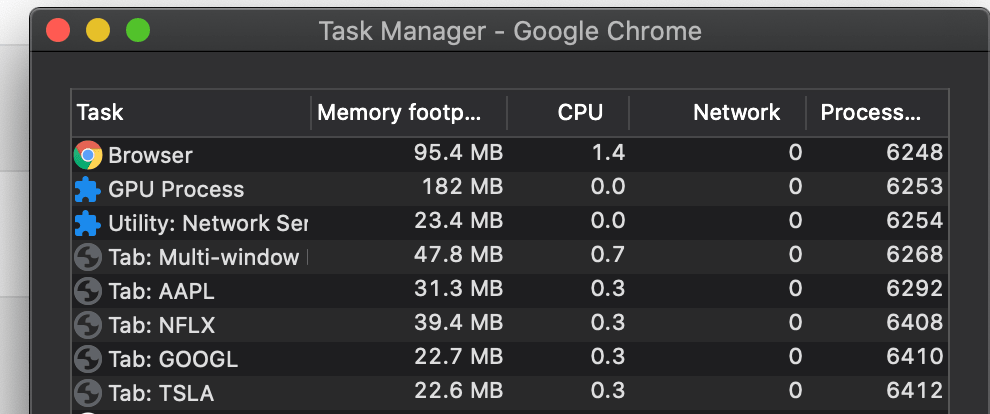 Task Manager - Google Chrome
Task Memory footp... CPU Network Process...
Browser 95.4 MB 1.4 0 6248
GPU Process 182 MB 0.0 0 6253
Utility: Network Ser 23.4 MB 0.0 0 6254
Tab: Multi-window 47.8 MB 0.7 0 6268
Tab: AAPL 31.3 MB 0.3 0 6292
Tab: NFLX 39.4 MB 0.3 0 6408
Tab: GOOGL 22.7 MB 0.3 0 6410
Tab: TSLA 22.6 MB 0.3 0 6412